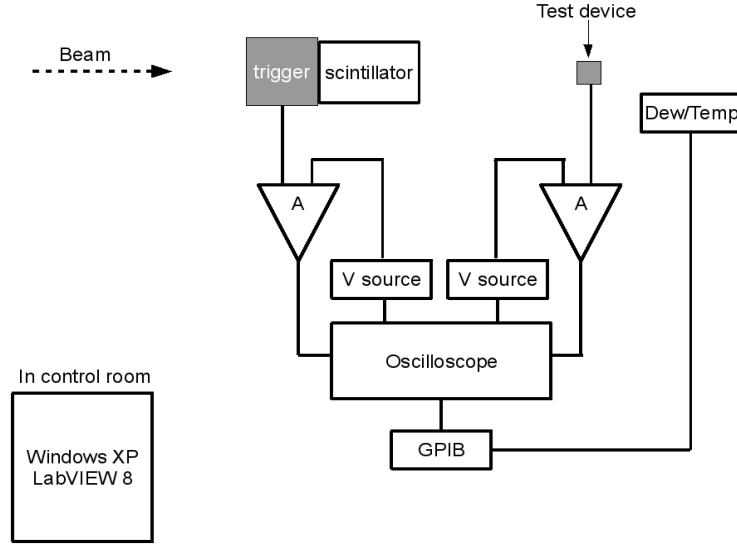 Test device
Beam
trigger
scintillator
Dew/Temp
A
A
V source
V source
Oscilloscope
In control room
GPIB
Windows XP
LabVIEW 8